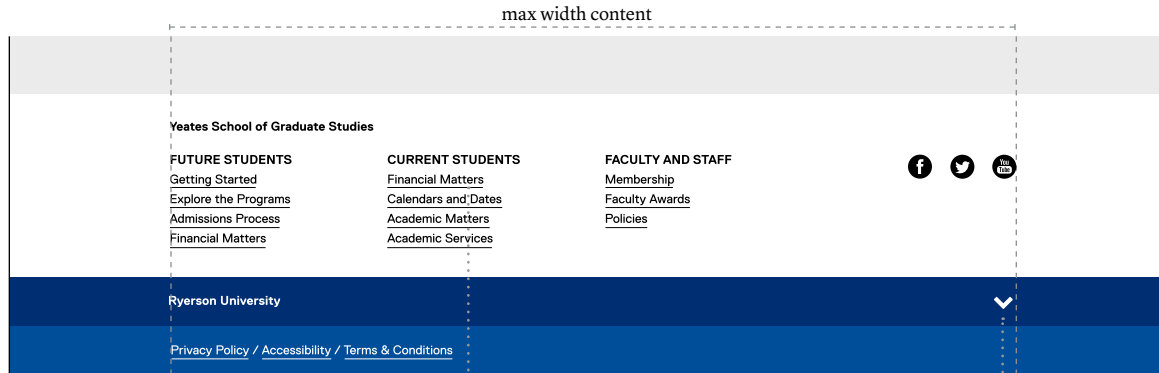 max width content
Yeates School of Graduate Studies
FUTURE STUDENTS
Getting Started
Explore the Programs
Admissions Process
Financial Matters
CURRENT STUDENTS
Financial Matters
Calendars and Dates
Academic Matters
Academic Services
FACULTY AND STAFF
Membership
Faculty Awards
Policies
You
Tube
Ryerson University
Privacy Policy / Accessibility / Terms & Conditions